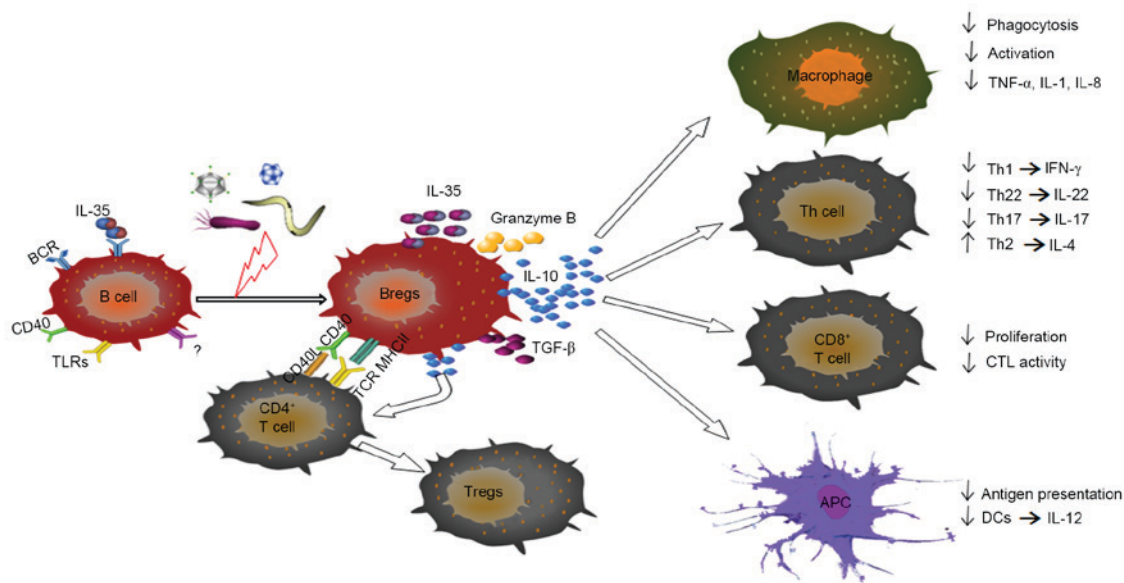 ↓ Phagocytosis
↓ Activation
Macrophage
↓ TNF-α, IL-1, IL-8
IL-35
Granzyme B
↓ Th1 → IFN-γ
↓ Th22 → IL-22
↓ Th17 → IL-17
↑ Th2 → IL-4
Th cell
IL-35
BCR
B cell
CD40
TLRs
?
Bregs
IL-10
TGF-β
CD40L CD40
TCR MHCII
CD8⁺
T cell
↓ Proliferation
↓ CTL activity
CD4⁺
T cell
Tregs
APC
↓ Antigen presentation
↓ DCs → IL-12